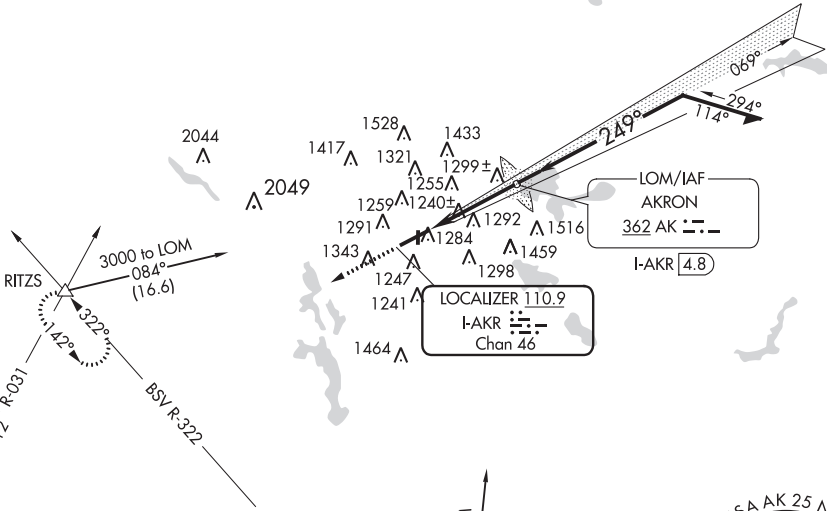 069°
294°
114°
249°
1528
1433
2044
1417
1321
1299±
1255
2049
1259
1240±
LOM/IAF
AKRON
362 AK
1291
1292
1516
1284
1343
1459
I-AKR 4.8
3000 to LOM
084°
(16.6)
RITZS
1247
1298
1241
LOCALIZER 110.9
I-AKR
Chan 46
322°
142°
1464
R-031
BSV R-322
SA AK 25